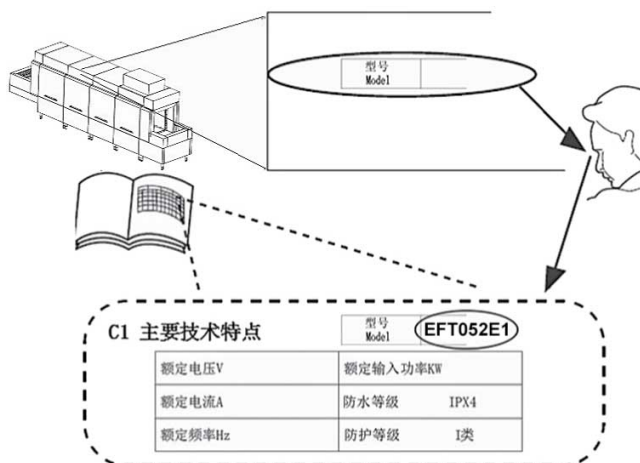 型号
Model
C1 主要技术特点
型号
Model
EFT052E1
额定电压V
额定输入功率KW
额定电流A
防水等级 IPX4
额定频率Hz
防护等级 I类